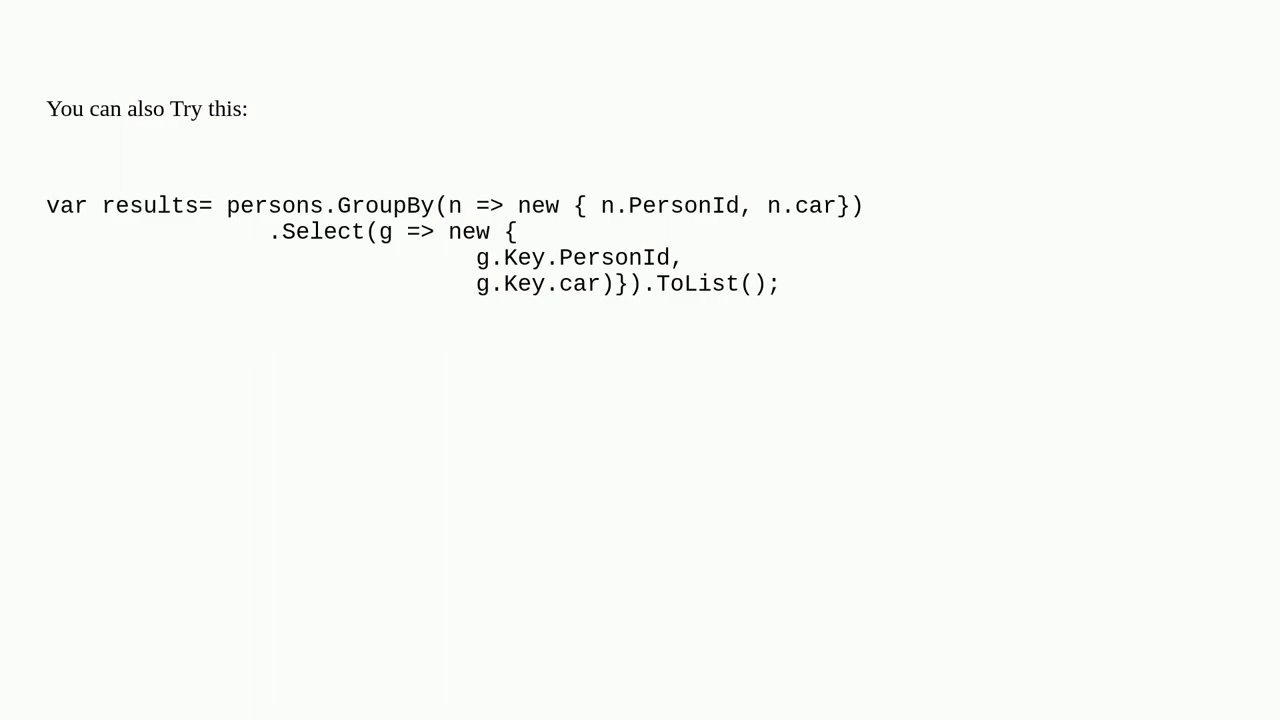 You can also Try this:
var results= persons.GroupBy(n => new { n.PersonId, n.car})
.Select(g => new {
g.Key.PersonId,
g.Key.car)}).ToList();